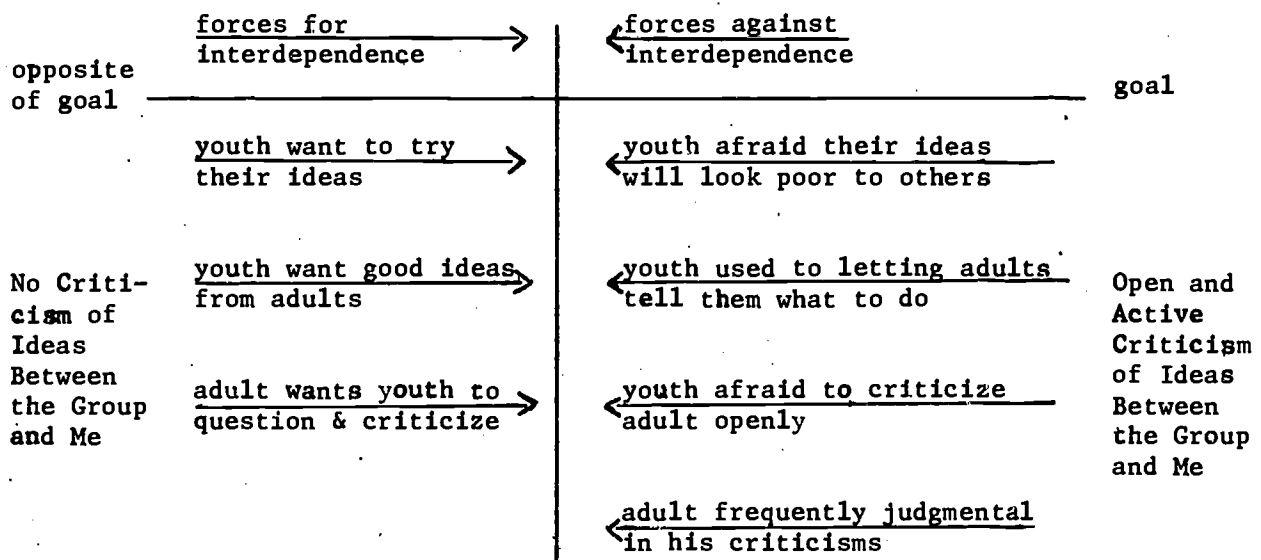 forces for
interdependence
forces against
interdependence
opposite
of goal
goal
youth want to try
their ideas
youth afraid their ideas
will look poor to others
No Criti-
cism of
Ideas
Between
the Group
and Me
youth want good ideas
from adults
youth used to letting adults
tell them what to do
Open and
Active
Criticism
of Ideas
Between
the Group
and Me
adult wants youth to
question & criticize
youth afraid to criticize
adult openly
adult frequently judgmental
in his criticisms